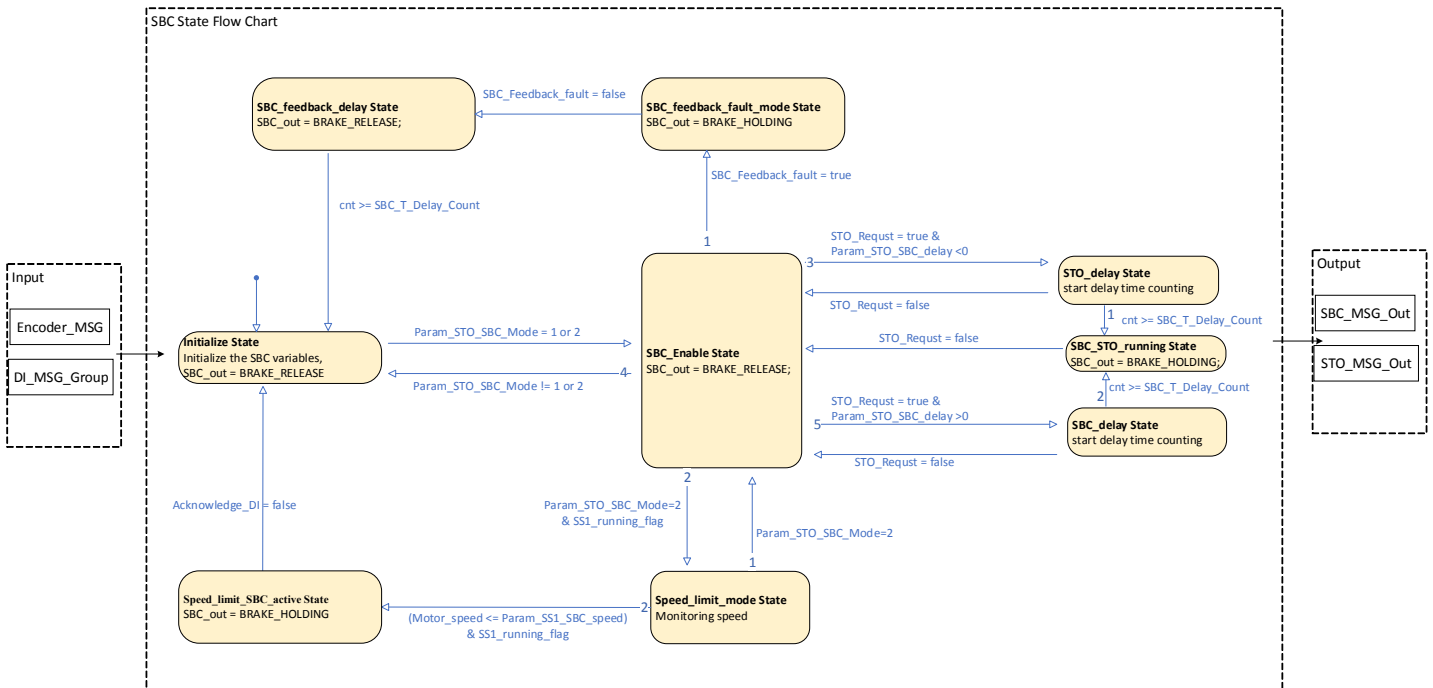 SBC State Flow Chart
SBC_feedback_delay State
SBC_out = BRAKE_RELEASE;
SBC_Feedback_fault = false
SBC_feedback_fault_mode State
SBC_out = BRAKE_HOLDING
SBC_Feedback_fault = true
cnt >= SBC_T_Delay_Count
1
STO_Requst = true &
Param_STO_SBC_delay <0
3
Input
Encoder_MSG
DI_MSG_Group
Initialize State
Initialize the SBC variables,
SBC_out = BRAKE_RELEASE
Param_STO_SBC_Mode = 1 or 2
Param_STO_SBC_Mode != 1 or 2
4
SBC_Enable State
SBC_out = BRAKE_RELEASE;
STO_delay State
start delay time counting
STO_Requst = false
1
cnt >= SBC_T_Delay_Count
STO_Requst = false
SBC_STO_running State
SBC_out = BRAKE_HOLDING;
2
cnt >= SBC_T_Delay_Count
STO_Requst = true &
Param_STO_SBC_delay >0
5
SBC_delay State
start delay time counting
STO_Requst = false
Output
SBC_MSG_Out
STO_MSG_Out
2
Param_STO_SBC_Mode=2
& SS1_running_flag
Param_STO_SBC_Mode=2
1
Acknowledge_DI = false
Speed_limit_SBC_active State
SBC_out = BRAKE_HOLDING
2
(Motor_speed <= Param_SS1_SBC_speed)
& SS1_running_flag
Speed_limit_mode State
Monitoring speed